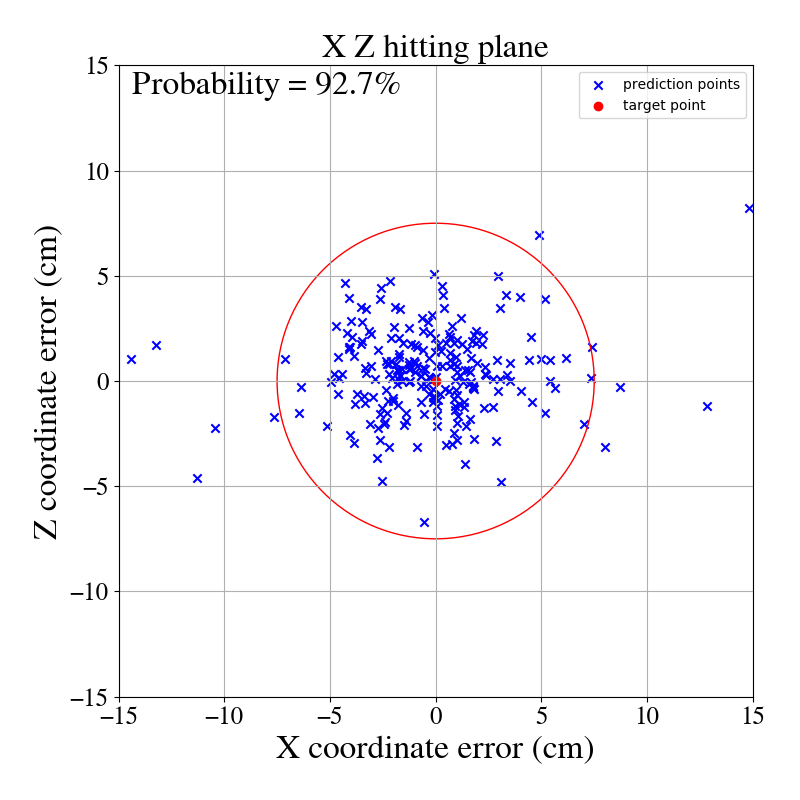 X Z hitting plane
Probability = 92.7%
prediction points
target point
15
10
5
0
−5
−10
−15
Z coordinate error (cm)
−15 −10 −5 0 5 10 15
X coordinate error (cm)